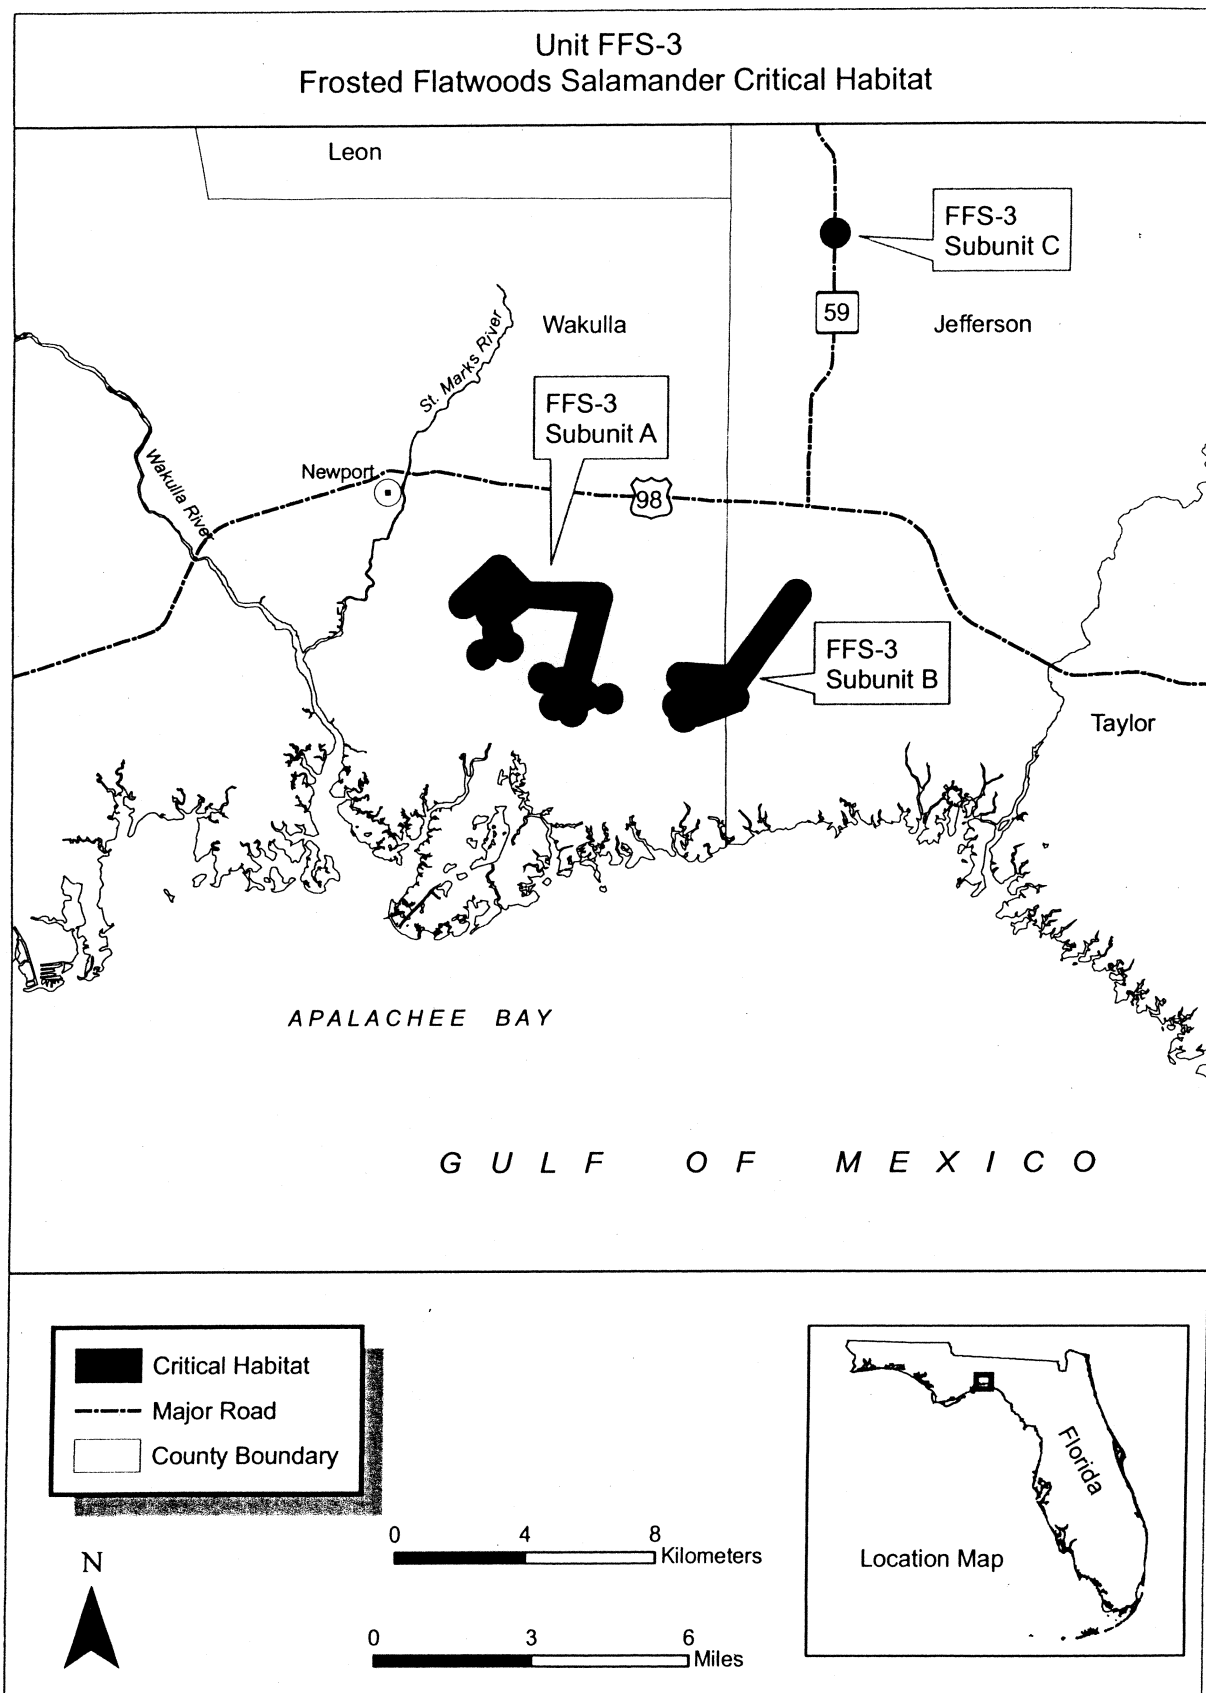 Unit FFS-3
Frosted Flatwoods Salamander Critical Habitat
Leon
FFS-3
Subunit C
59
Wakulla
Jefferson
St. Marks River
FFS-3
Subunit A
Newport
Wakulla River
98
FFS-3
Subunit B
Taylor
APALACHEE BAY
GULF OF MEXICO
Critical Habitat
Major Road
County Boundary
N
0 4 8
Kilometers
0 3 6
Miles
Florida
Location Map